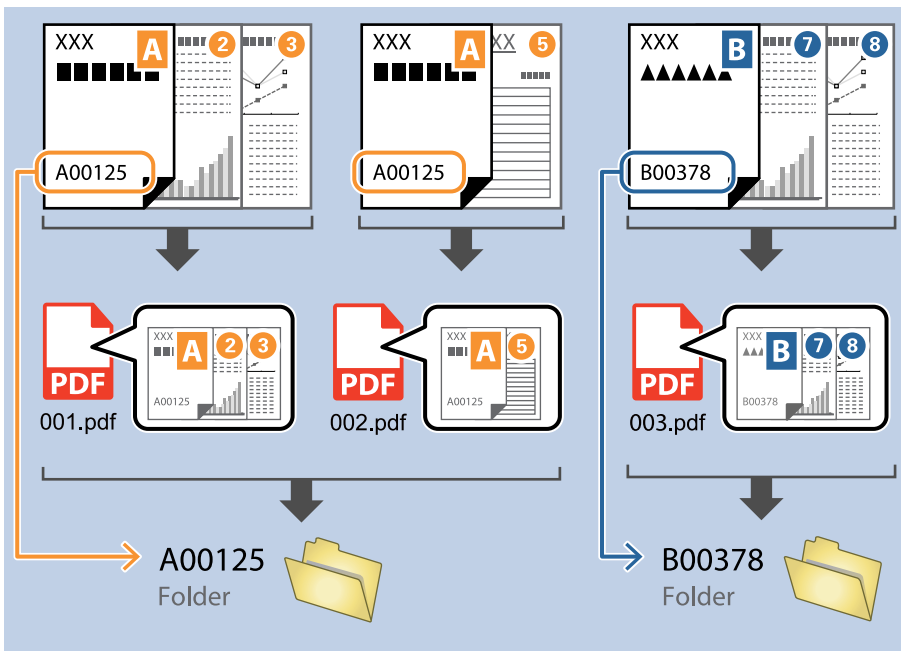 XXX A 2 3
A00125
XXX A XX 5
A00125
XXX B 7 8
B00378
PDF
001.pdf
XXX A 2 3
A00125
PDF
002.pdf
XXX A 5
A00125
PDF
003.pdf
XXX B 7 8
B00378
A00125
Folder
B00378
Folder